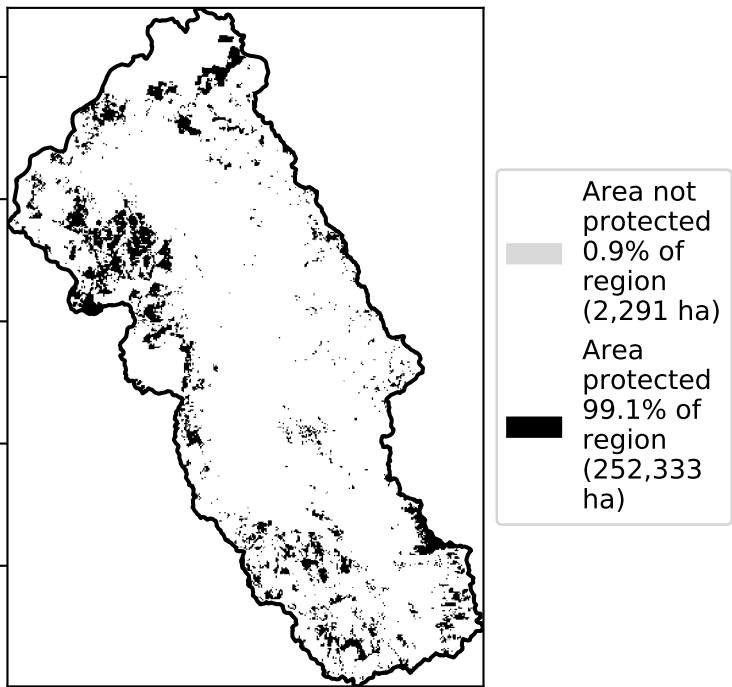 Area not
protected
0.9% of
region
(2,291 ha)
Area
protected
99.1% of
region
(252,333
ha)